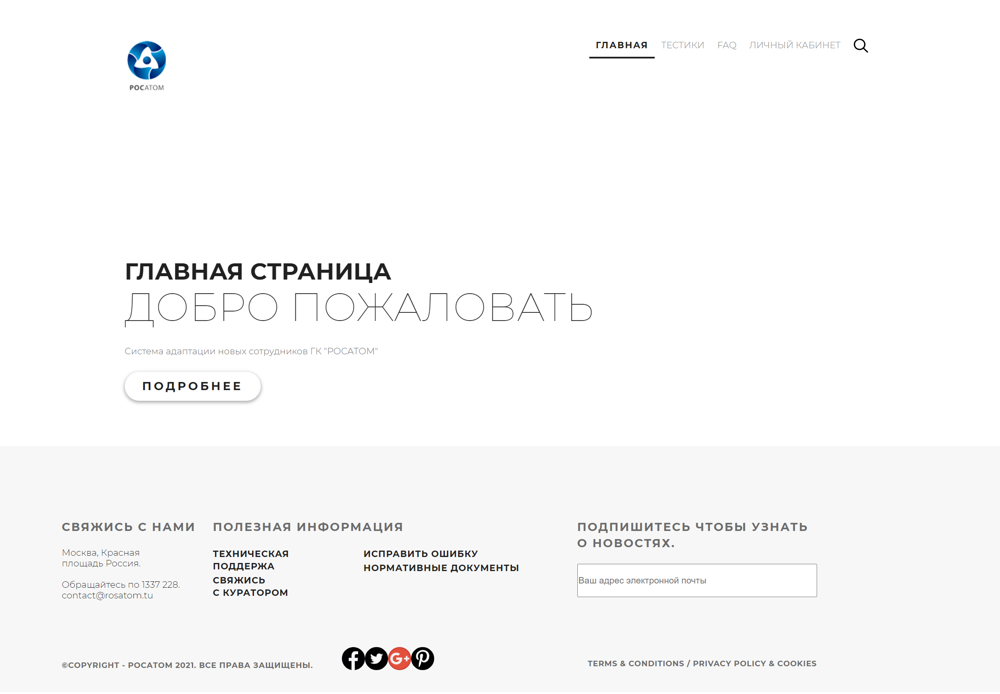 РОСАТОМ
ГЛАВНАЯ ТЕСТИКИ FAQ ЛИЧНЫЙ КАБИНЕТ
ГЛАВНАЯ СТРАНИЦА
ДОБРО ПОЖАЛОВАТЬ
Система адаптации новых сотрудников ГК "РОСАТОМ"
ПОДРОБНЕЕ
СВЯЖИСЬ С НАМИ
Москва, Красная
площадь Россия.
Обращайтесь по 1337 228.
contact@rosatom.tu
ПОЛЕЗНАЯ ИНФОРМАЦИЯ
ТЕХНИЧЕСКАЯ
ПОДДЕРЖА
СВЯЖИСЬ
С КУРАТОРОМ
ИСПРАВИТЬ ОШИБКУ
НОРМАТИВНЫЕ ДОКУМЕНТЫ
ПОДПИШИТЕСЬ ЧТОБЫ УЗНАТЬ
О НОВОСТЯХ.
Ваш адрес электронной почты
©COPYRIGHT - РОСАТОМ 2021. ВСЕ ПРАВА ЗАЩИЩЕНЫ.
TERMS & CONDITIONS / PRIVACY POLICY & COOKIES